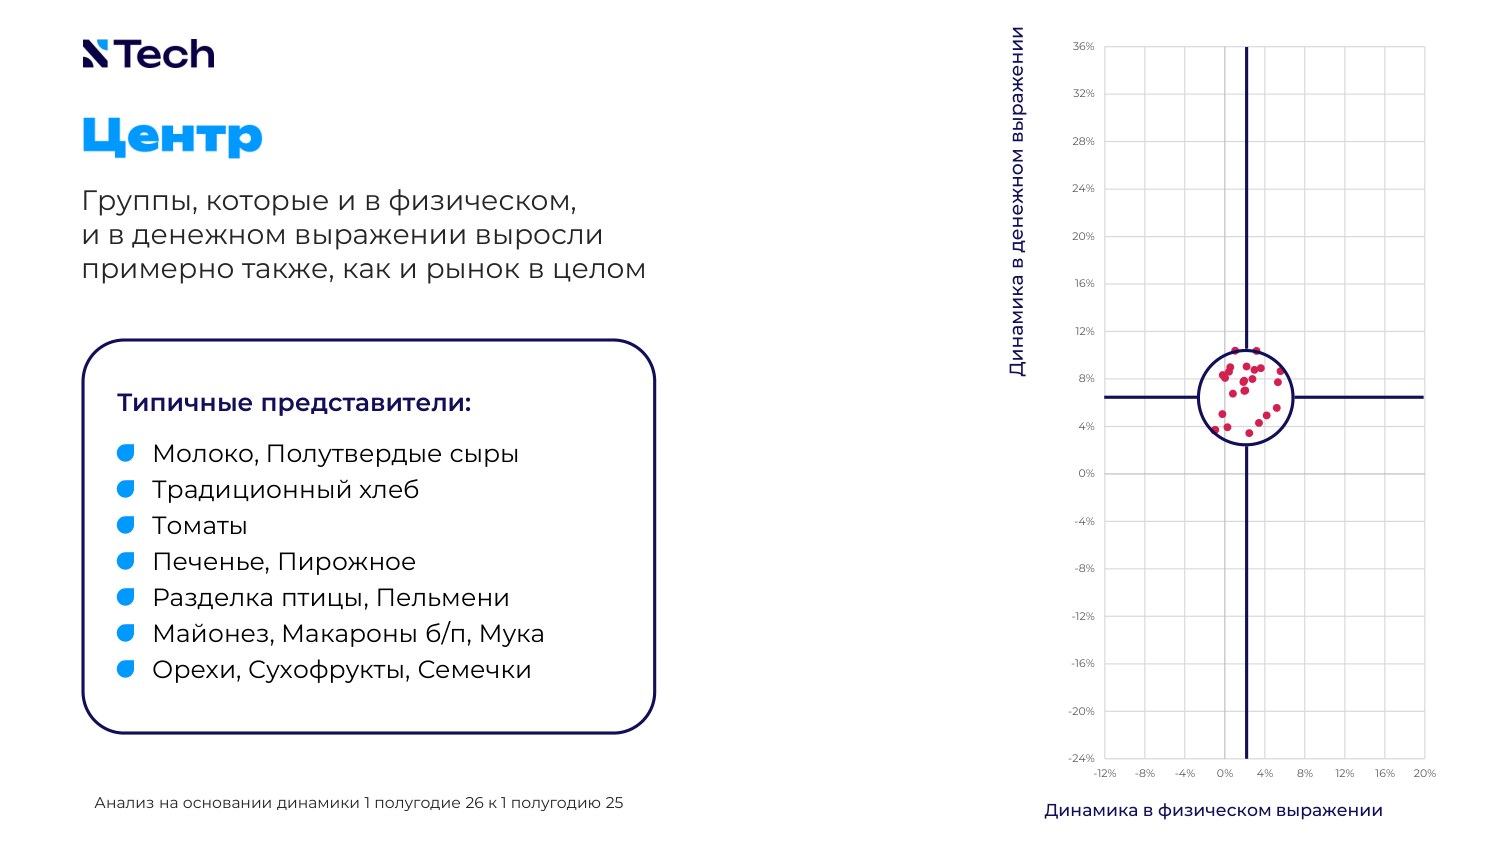 Tech
Центр
Группы, которые и в физическом,
и в денежном выражении выросли
примерно также, как и рынок в целом
Типичные представители:
Молоко, Полутвердые сыры
Традиционный хлеб
Томаты
Печенье, Пирожное
Разделка птицы, Пельмени
Майонез, Макароны б/п, Мука
Орехи, Сухофрукты, Семечки
Анализ на основании динамики 1 полугодие 26 к 1 полугодию 25
Динамика в денежном выражении
36%
32%
28%
24%
20%
16%
12%
8%
4%
0%
-4%
-8%
-12%
-16%
-20%
-24%
-12% -8% -4% 0% 4% 8% 12% 16% 20%
Динамика в физическом выражении